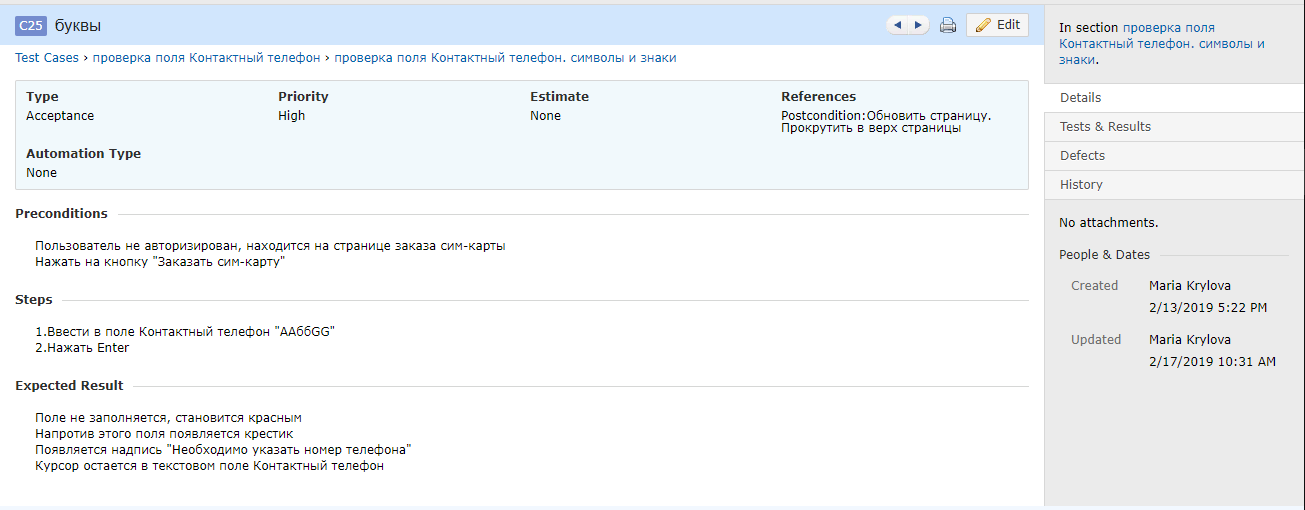 C25 буквы
Edit
Test Cases › проверка поля Контактный телефон › проверка поля Контактный телефон. символы и знаки
Type
Acceptance
Priority
High
Estimate
None
References
Postcondition:Обновить страницу.
Прокрутить в верх страницы
Automation Type
None
Preconditions
Пользователь не авторизирован, находится на странице заказа сим-карты
Нажать на кнопку "Заказать сим-карту"
Steps
1.Ввести в поле Контактный телефон "ААббGG"
2.Нажать Enter
Expected Result
Поле не заполняется, становится красным
Напротив этого поля появляется крестик
Появляется надпись "Необходимо указать номер телефона"
Курсор остается в текстовом поле Контактный телефон
In section проверка поля
Контактный телефон. символы и
знаки.
Details
Tests & Results
Defects
History
No attachments.
People & Dates
Created Maria Krylova
2/13/2019 5:22 PM
Updated Maria Krylova
2/17/2019 10:31 AM